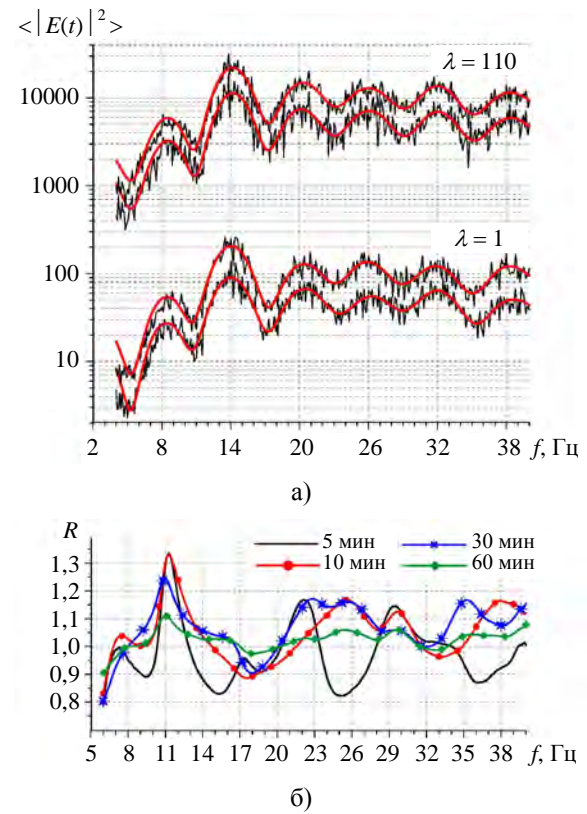 <|E(t)|²>
λ = 110
10000
1000
λ = 1
100
10
2 8 14 20 26 32 38 f, Гц
а)
R
5 мин 30 мин
10 мин 60 мин
1,3
1,2
1,1
1,0
0,9
0,8
5 8 11 14 17 20 23 26 29 32 35 38 f, Гц
б)